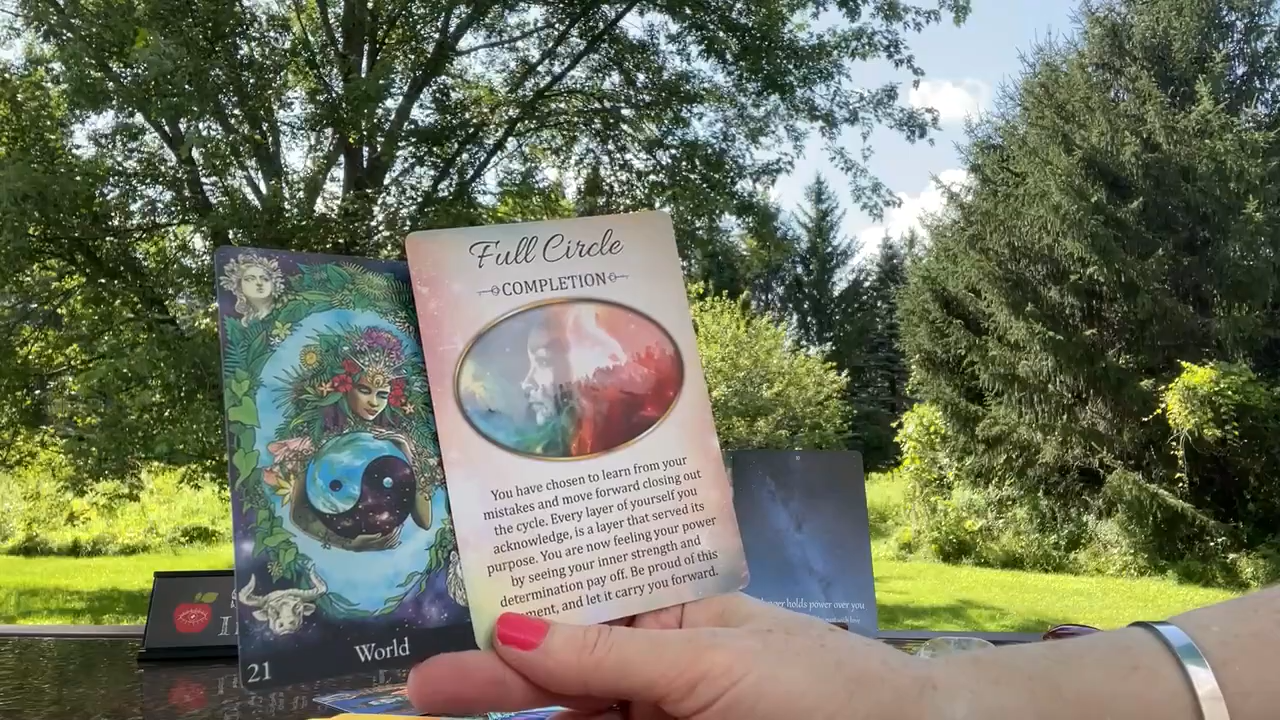 Full Circle
COMPLETION
You have chosen to learn from your
mistakes and move forward closing out
the cycle. Every layer of yourself you
acknowledge, is a layer that served its
purpose. You are now feeling your power
by seeing your inner strength and
determination pay off. Be proud of this
and let it carry you forward.
World
21
holds power over you